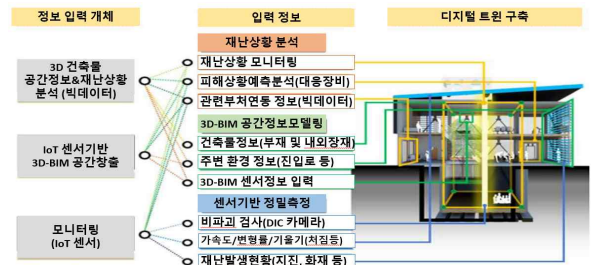 정보 입력 개체
입력 정보
디지털 트윈 구축
3D 건축물
공간정보&재난상황
분석 (빅데이터)
IoT 센서기반
3D-BIM 공간창출
모니터링
(IoT 센서)
재난상황 분석
재난상황 모니터링
피해상황예측분석(대응장비)
관련부처연동 정보(빅데이터)
3D-BIM 공간정보모델링
건축물정보(부재 및 내외장재)
주변 환경 정보(진입로 등)
3D-BIM 센서정보 입력
센서기반 정밀측정
비파괴 검사(DIC 카메라)
가속도/변형률/기울기(처짐등)
재난발생현황(지진, 화재 등)